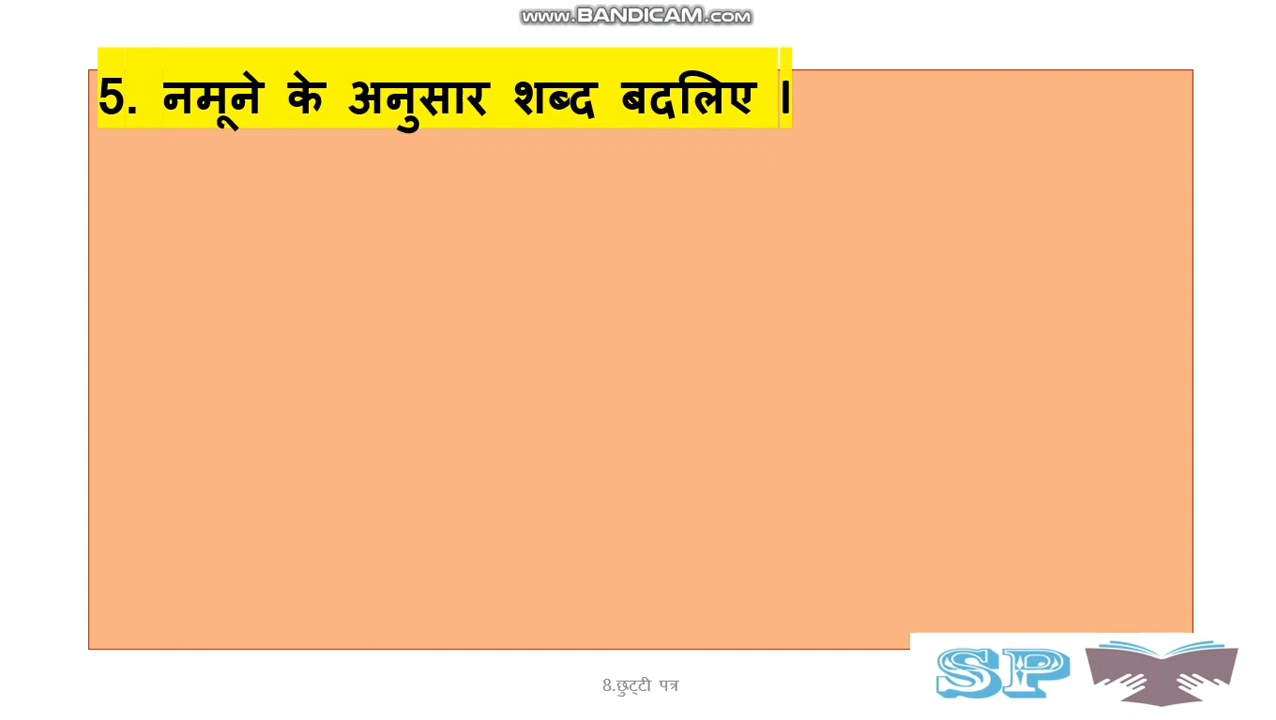 www.BANDICAM.com
5. नमूने के अनुसार शब्द बदलिए ।
8.छुट्टी पत्र
SP